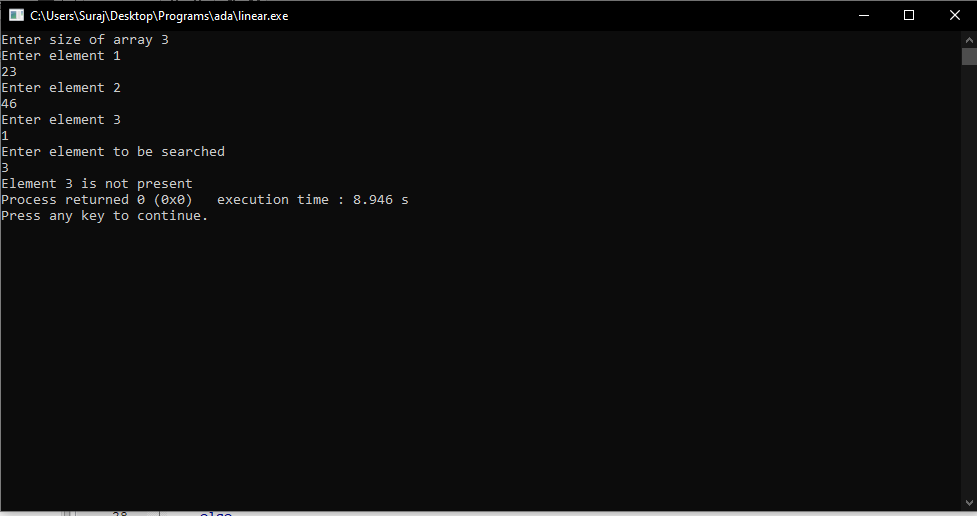 C:\Users\Suraj\Desktop\Programs\ada\linear.exe
Enter size of array 3
Enter element 1
23
Enter element 2
46
Enter element 3
1
Enter element to be searched
3
Element 3 is not present
Process returned 0 (0x0)   execution time : 8.946 s
Press any key to continue.
28 else